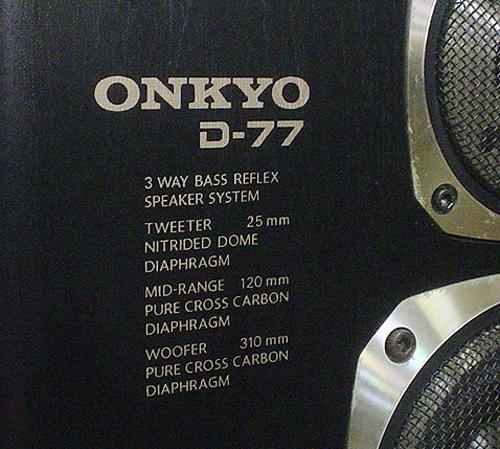 ONKYO
D-77
3 WAY BASS REFLEX
SPEAKER SYSTEM
TWEETER 25 mm
NITRIDED DOME
DIAPHRAGM
MID-RANGE 120 mm
PURE CROSS CARBON
DIAPHRAGM
WOOFER 310 mm
PURE CROSS CARBON
DIAPHRAGM